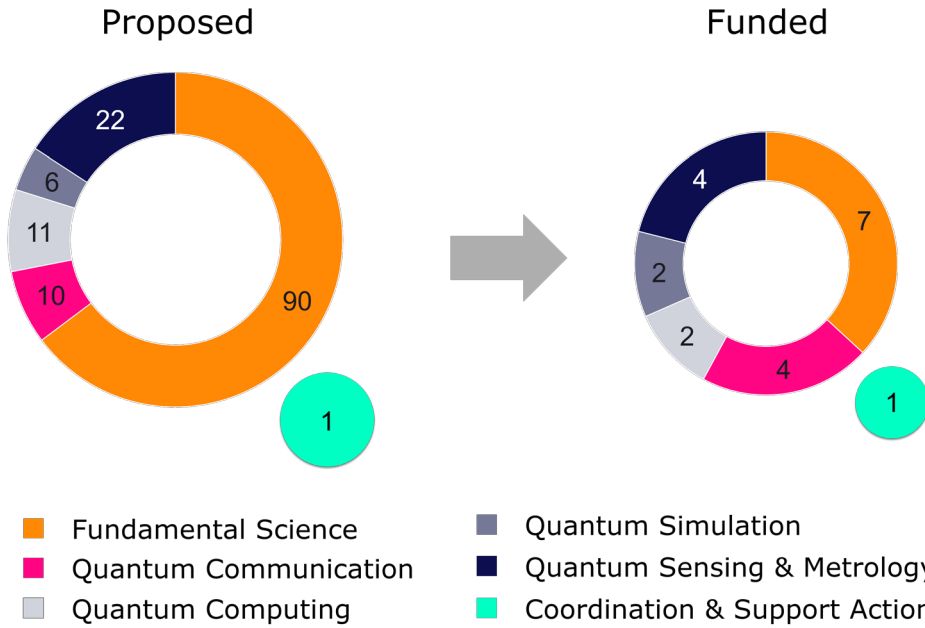 Proposed Funded
22
6
11
10
90
1
4
7
2
2
4
1
Fundamental Science
Quantum Communication
Quantum Computing
Quantum Simulation
Quantum Sensing & Metrology
Coordination & Support Action